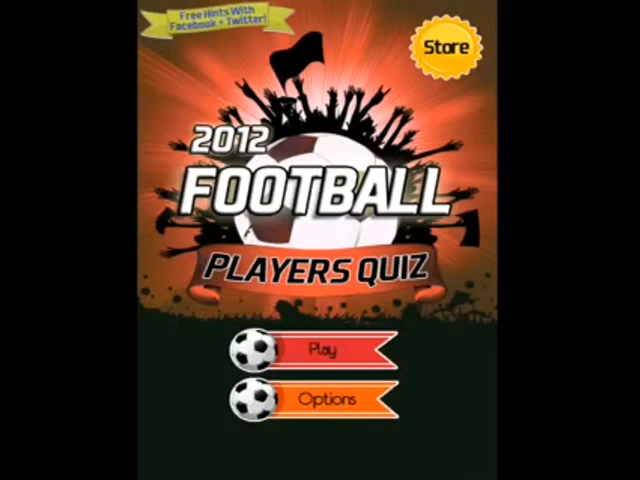 Free Hints With
Facebook + Twitter!
Store
2012
FOOTBALL
PLAYERS QUIZ
Play
Options